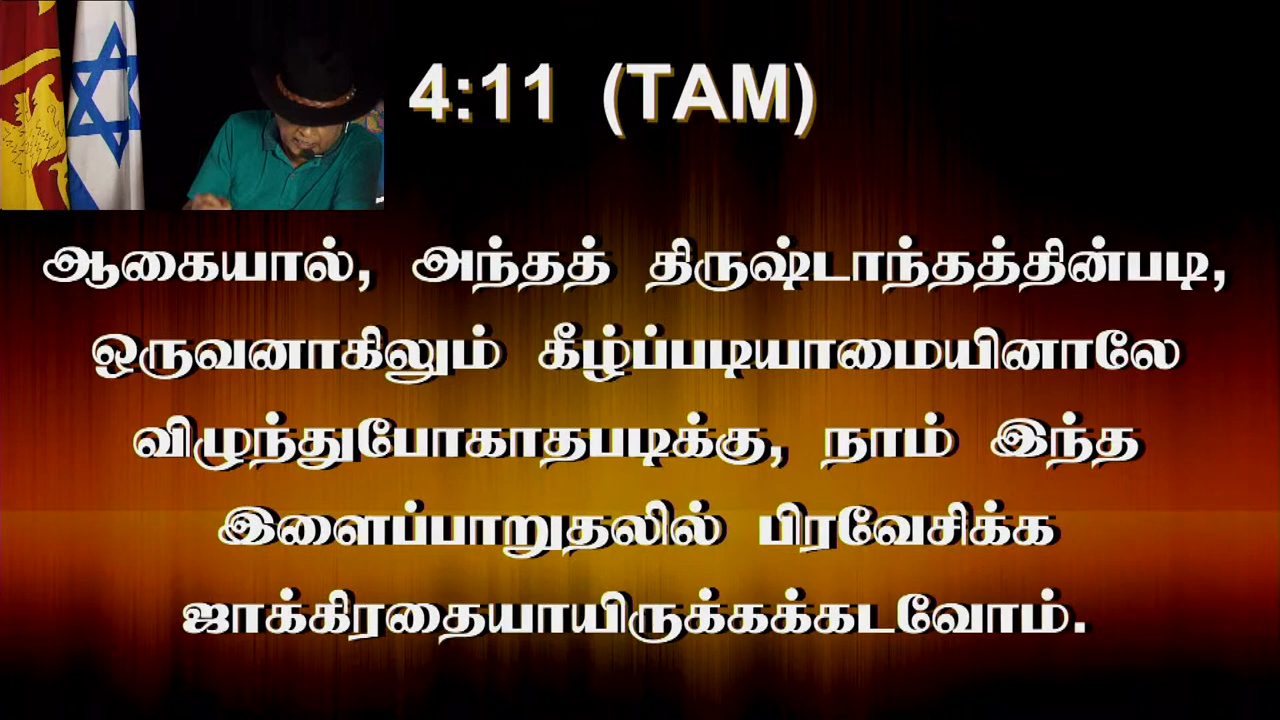 4:11 (TAM)
ஆகையால், அந்தத் திருஷ்டாந்தத்தின்படி,
ஒருவனாகிலும் கீழ்ப்படியாமையினாலே
விழுந்துபோகாதபடிக்கு, நாம் இந்த
இளைப்பாறுதலில் பிரவேசிக்க
ஜாக்கிரதையாயிருக்கக்கடவோம்.